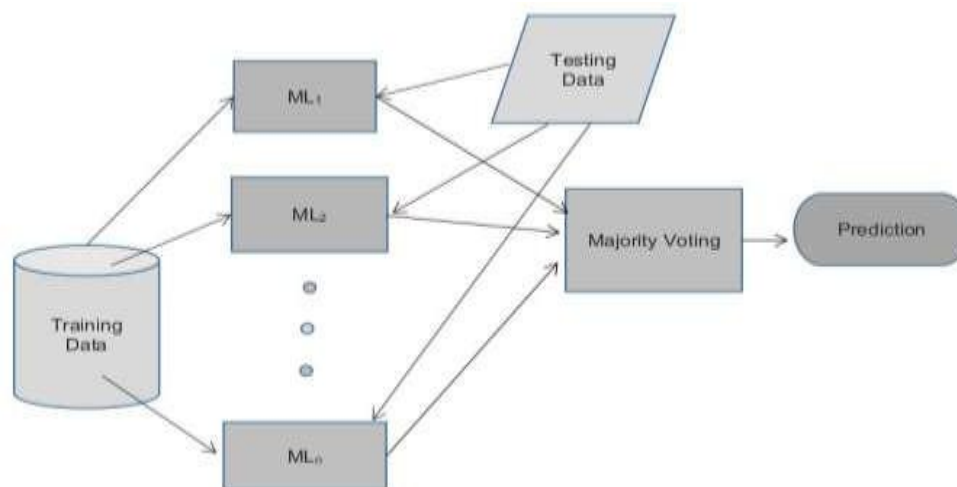 Testing
Data
ML₁
ML₂
Majority Voting
Prediction
Training
Data
MLₙ